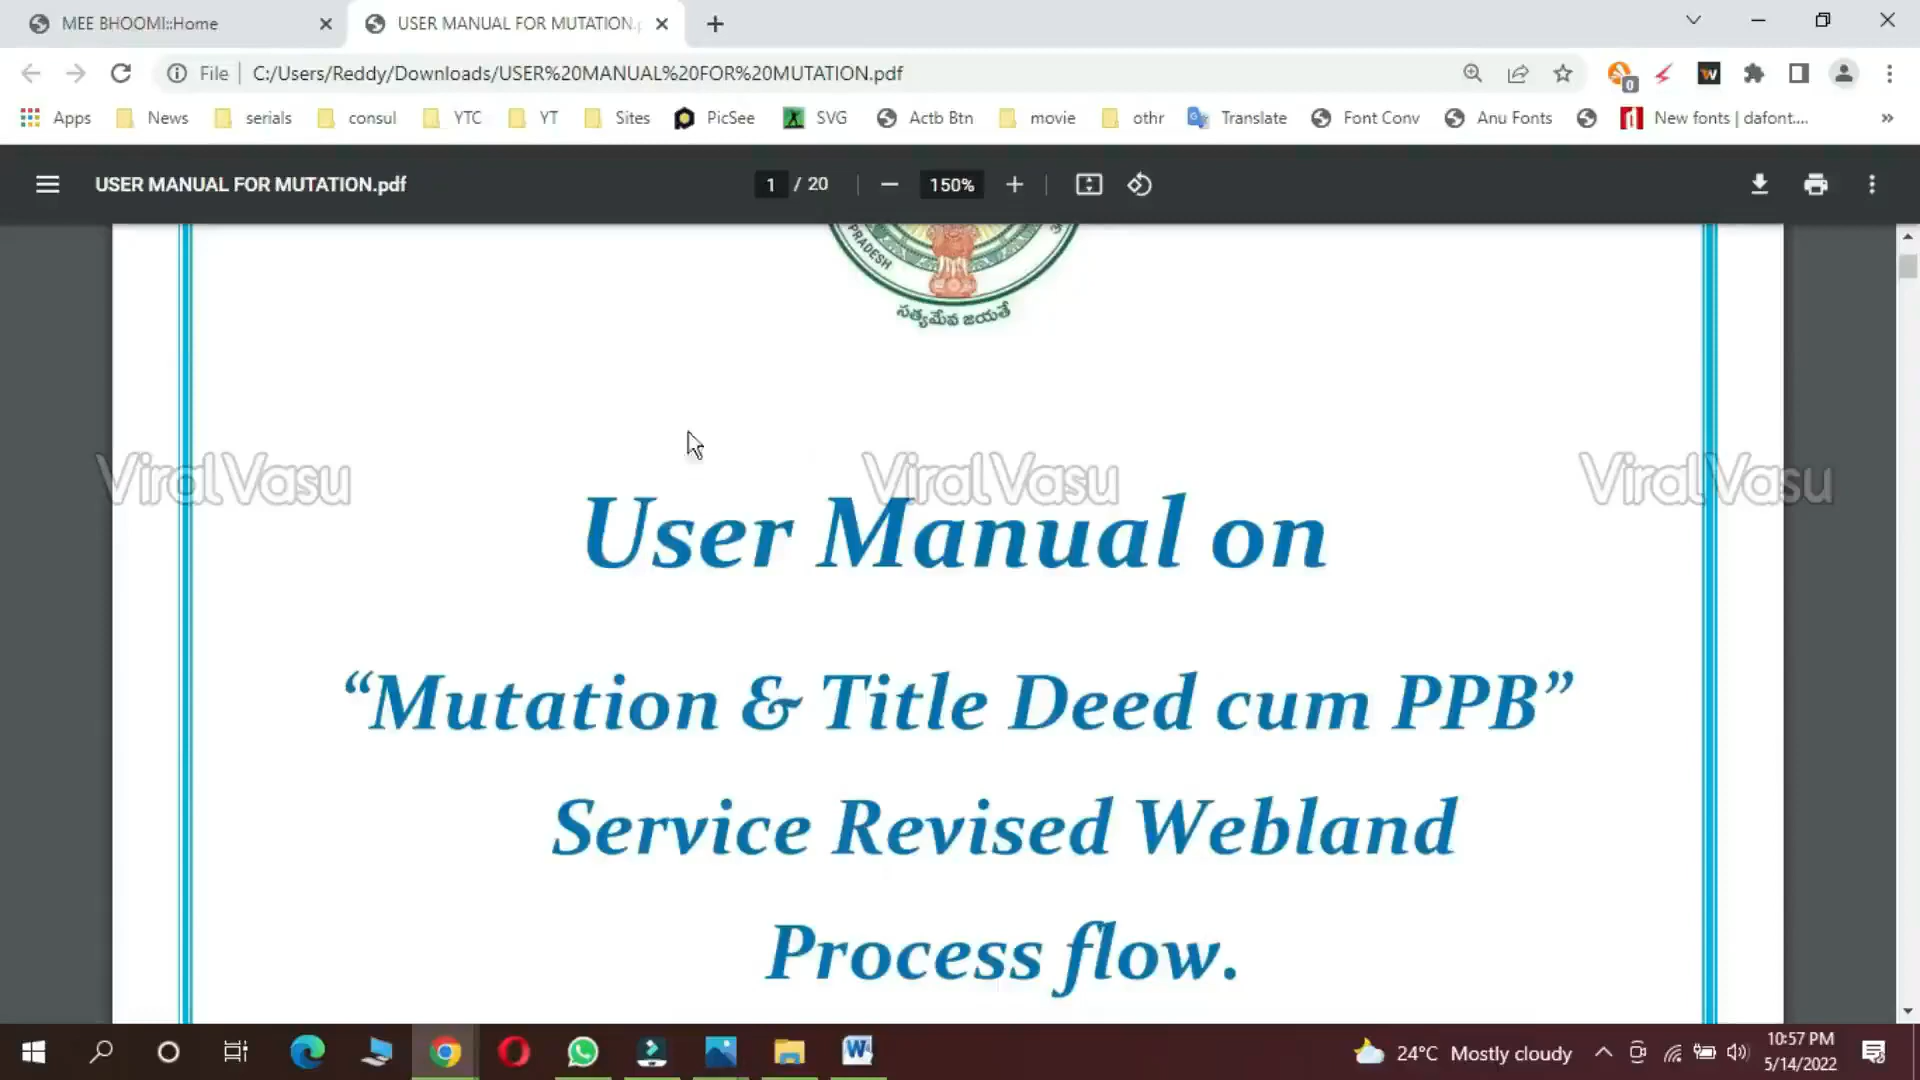 MEE BHOOMI::Home
USER MANUAL FOR MUTATION.p
File
C:/Users/Reddy/Downloads/USER%20MANUAL%20FOR%20MUTATION.pdf
0
Apps
News
serials
consul
YTC
YT
Sites
PicSee
SVG
Actb Btn
movie
othr
Translate
Font Conv
Anu Fonts
New fonts | dafont....
»
USER MANUAL FOR MUTATION.pdf
1 / 20
150%
PRADESH
సత్యమేవ జయతే
ViralVasu
ViralVasu
ViralVasu
User Manual on
“Mutation & Title Deed cum PPB”
Service Revised Webland
Process flow.
24°C Mostly cloudy
10:57 PM
5/14/2022